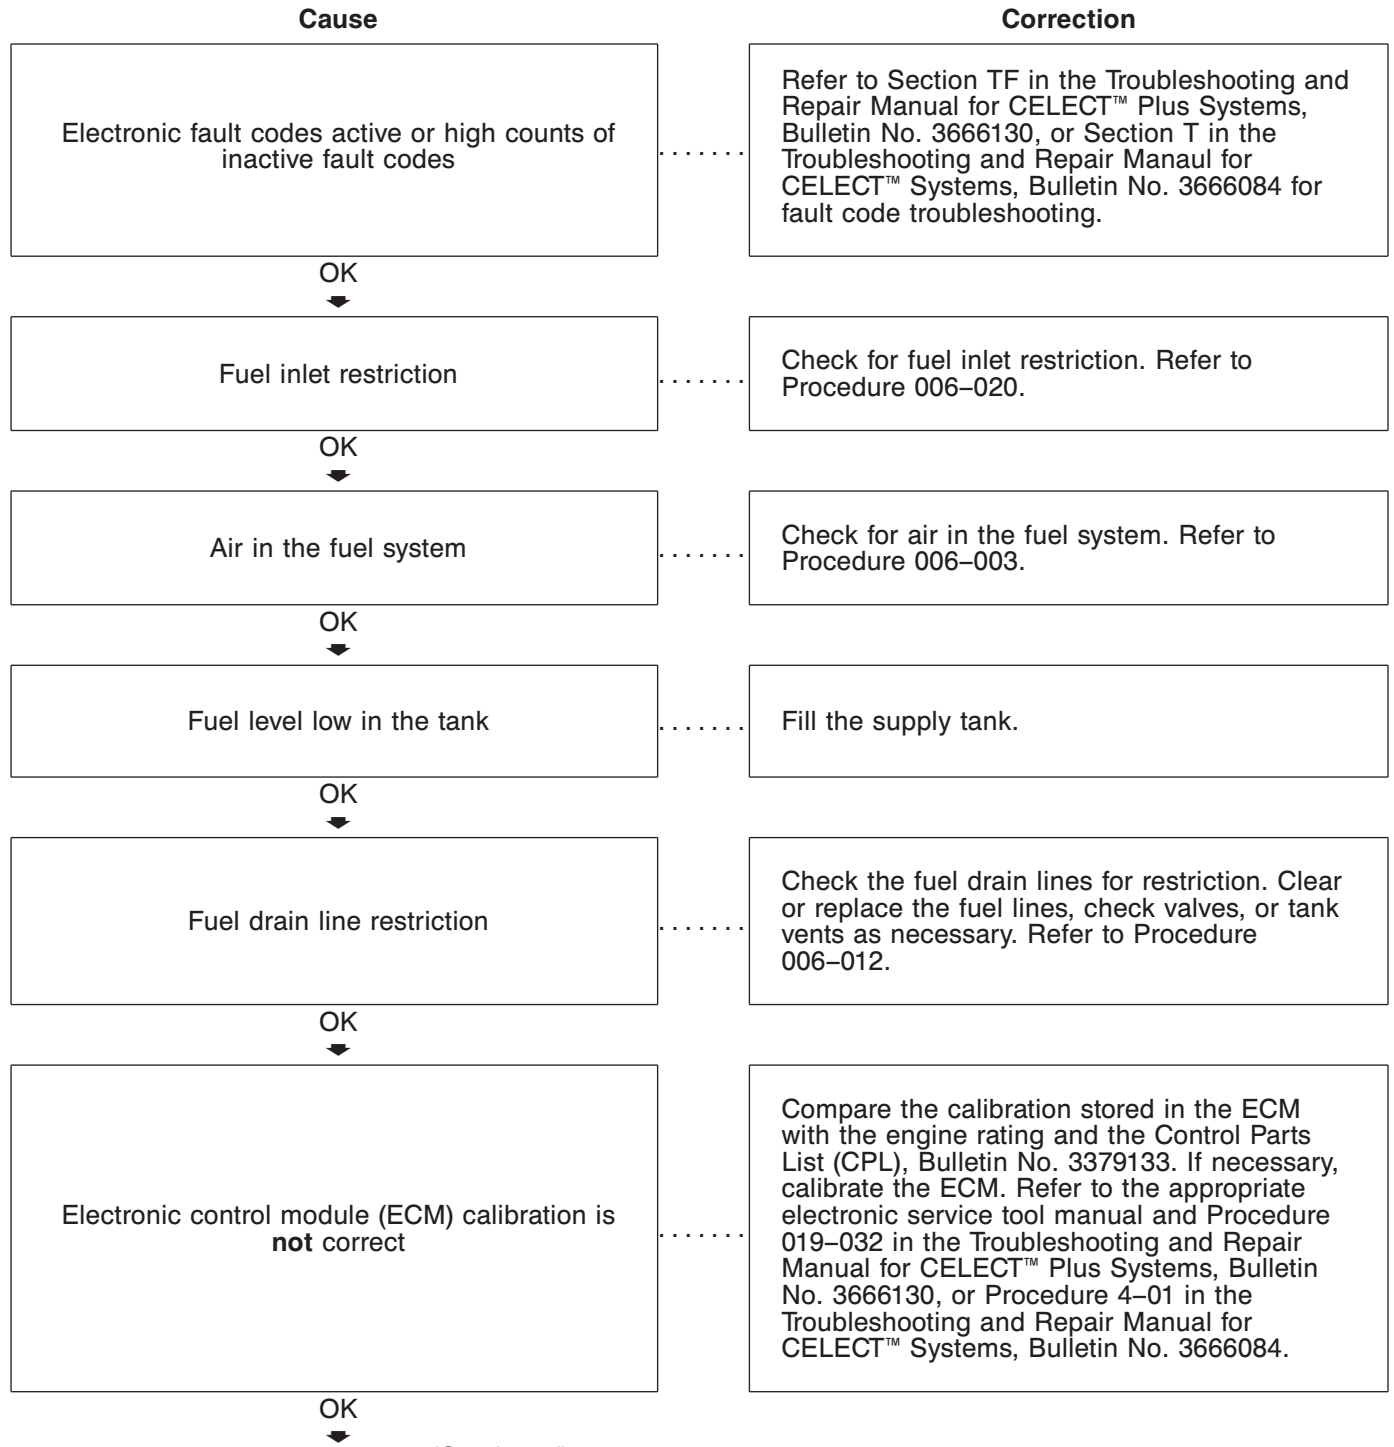 Cause
Correction
Electronic fault codes active or high counts of
inactive fault codes
.......
Refer to Section TF in the Troubleshooting and
Repair Manual for CELECT™ Plus Systems,
Bulletin No. 3666130, or Section T in the
Troubleshooting and Repair Manaul for
CELECT™ Systems, Bulletin No. 3666084 for
fault code troubleshooting.
OK
Fuel inlet restriction
.......
Check for fuel inlet restriction. Refer to
Procedure 006–020.
OK
Air in the fuel system
.......
Check for air in the fuel system. Refer to
Procedure 006–003.
OK
Fuel level low in the tank
.......
Fill the supply tank.
OK
Fuel drain line restriction
.......
Check the fuel drain lines for restriction. Clear
or replace the fuel lines, check valves, or tank
vents as necessary. Refer to Procedure
006–012.
OK
Electronic control module (ECM) calibration is
not correct
.......
Compare the calibration stored in the ECM
with the engine rating and the Control Parts
List (CPL), Bulletin No. 3379133. If necessary,
calibrate the ECM. Refer to the appropriate
electronic service tool manual and Procedure
019–032 in the Troubleshooting and Repair
Manual for CELECT™ Plus Systems, Bulletin
No. 3666130, or Procedure 4–01 in the
Troubleshooting and Repair Manual for
CELECT™ Systems, Bulletin No. 3666084.
OK